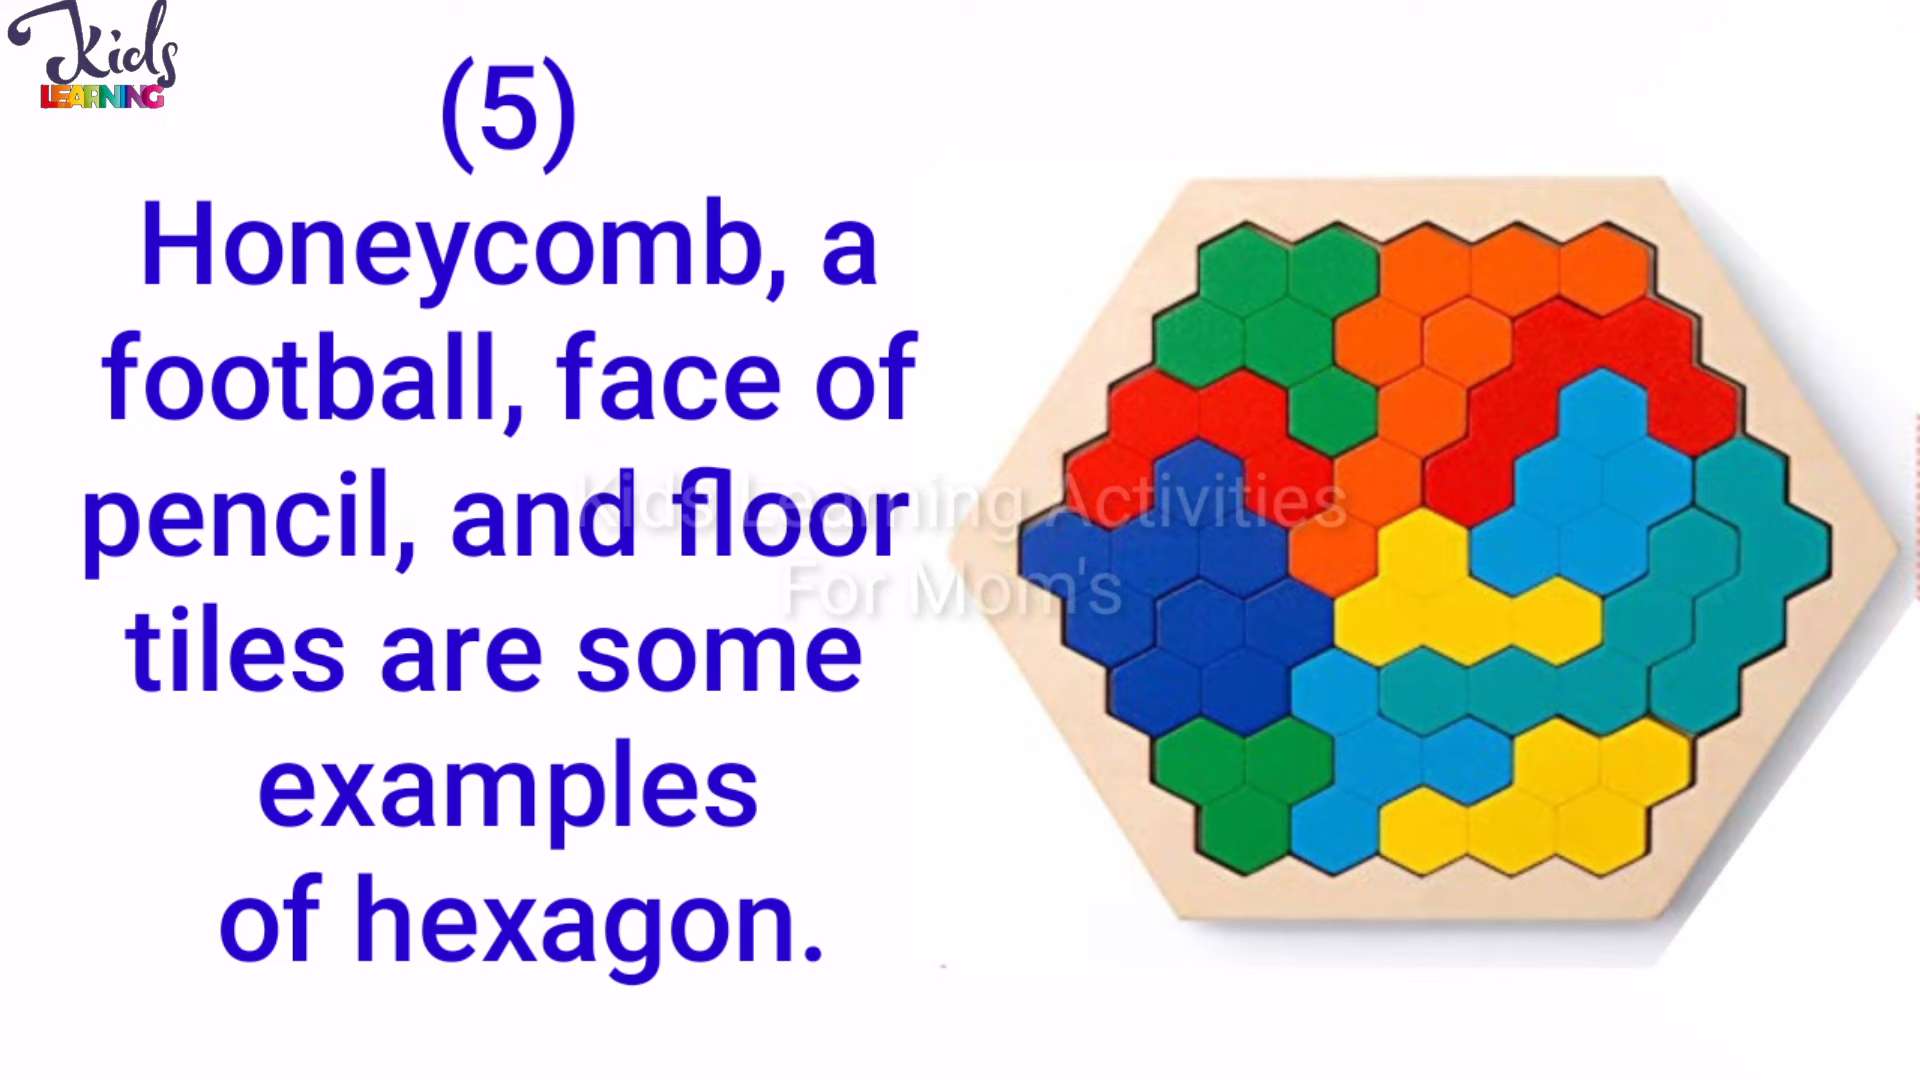 Kids
LEARNING
(5)
Honeycomb, a
football, face of
pencil, and floor
tiles are some
examples
of hexagon.
Kids Learning Activities
For Mom's